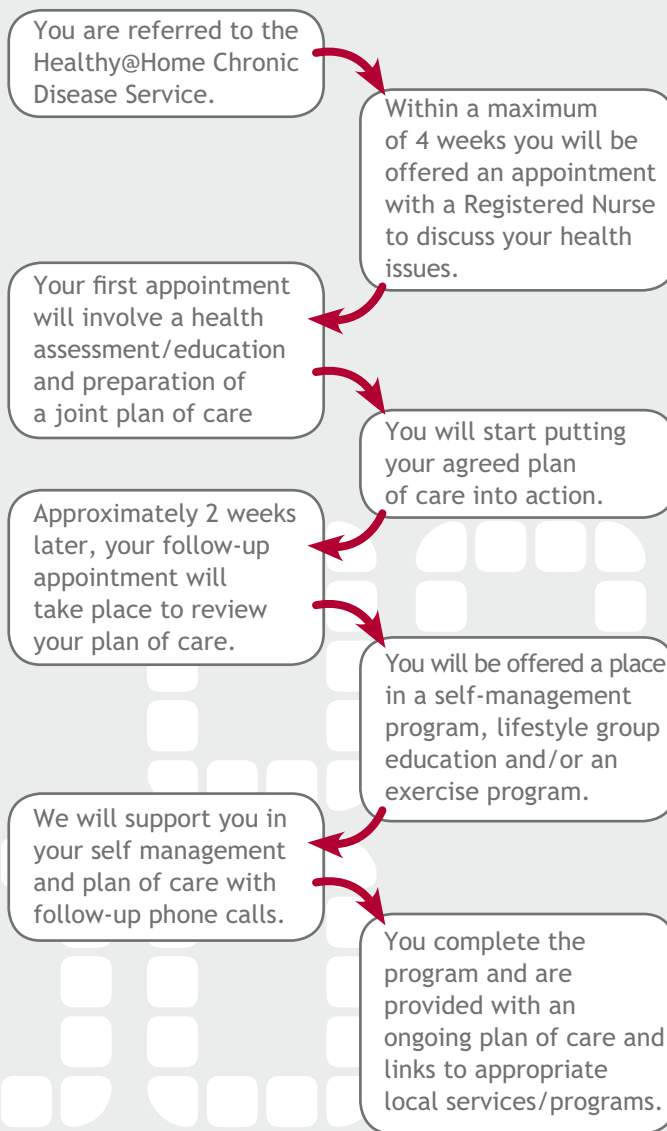 You are referred to the
Healthy@Home Chronic
Disease Service.
Within a maximum
of 4 weeks you will be
offered an appointment
with a Registered Nurse
to discuss your health
issues.
Your first appointment
will involve a health
assessment/education
and preparation of
a joint plan of care
You will start putting
your agreed plan
of care into action.
Approximately 2 weeks
later, your follow-up
appointment will
take place to review
your plan of care.
You will be offered a place
in a self-management
program, lifestyle group
education and/or an
exercise program.
We will support you in
your self management
and plan of care with
follow-up phone calls.
You complete the
program and are
provided with an
ongoing plan of care and
links to appropriate
local services/programs.